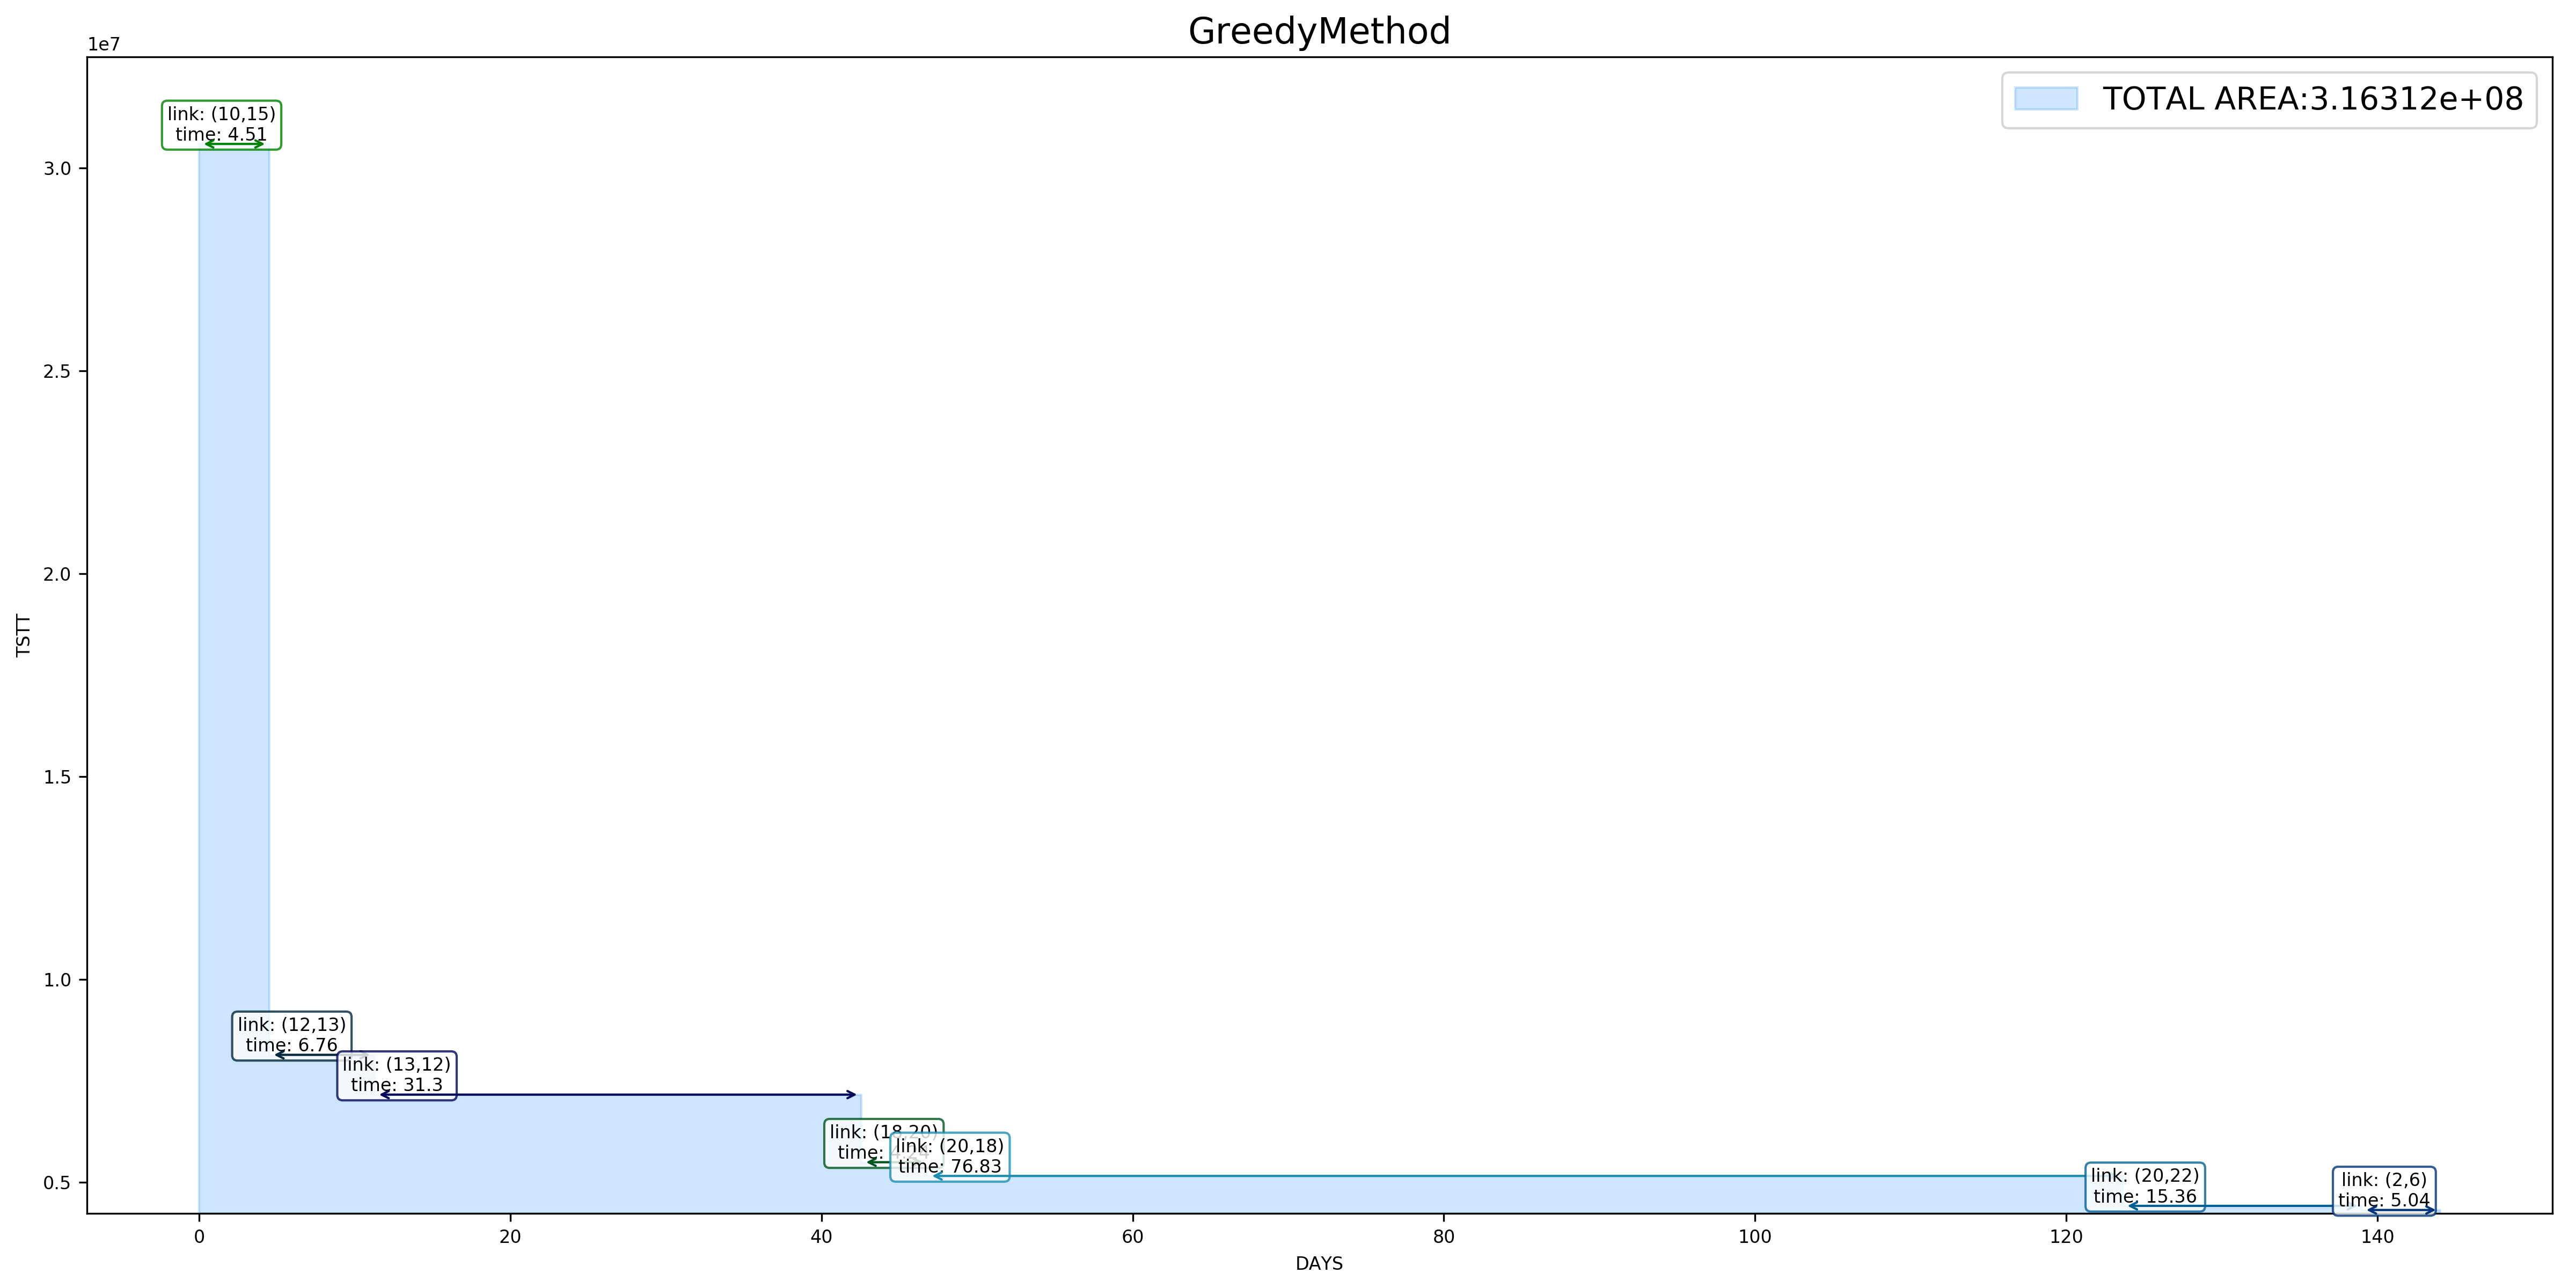 GreedyMethod
1e7
TOTAL AREA:3.16312e+08
link: (10,15)
time: 4.51
3.0
2.5
2.0
1.5
1.0
0.5
TSTT
link: (12,13)
time: 6.76
link: (13,12)
time: 31.3
link: (18,20)
time:
link: (20,18)
time: 76.83
link: (20,22)
time: 15.36
link: (2,6)
time: 5.04
0 20 40 60 80 100 120 140
DAYS